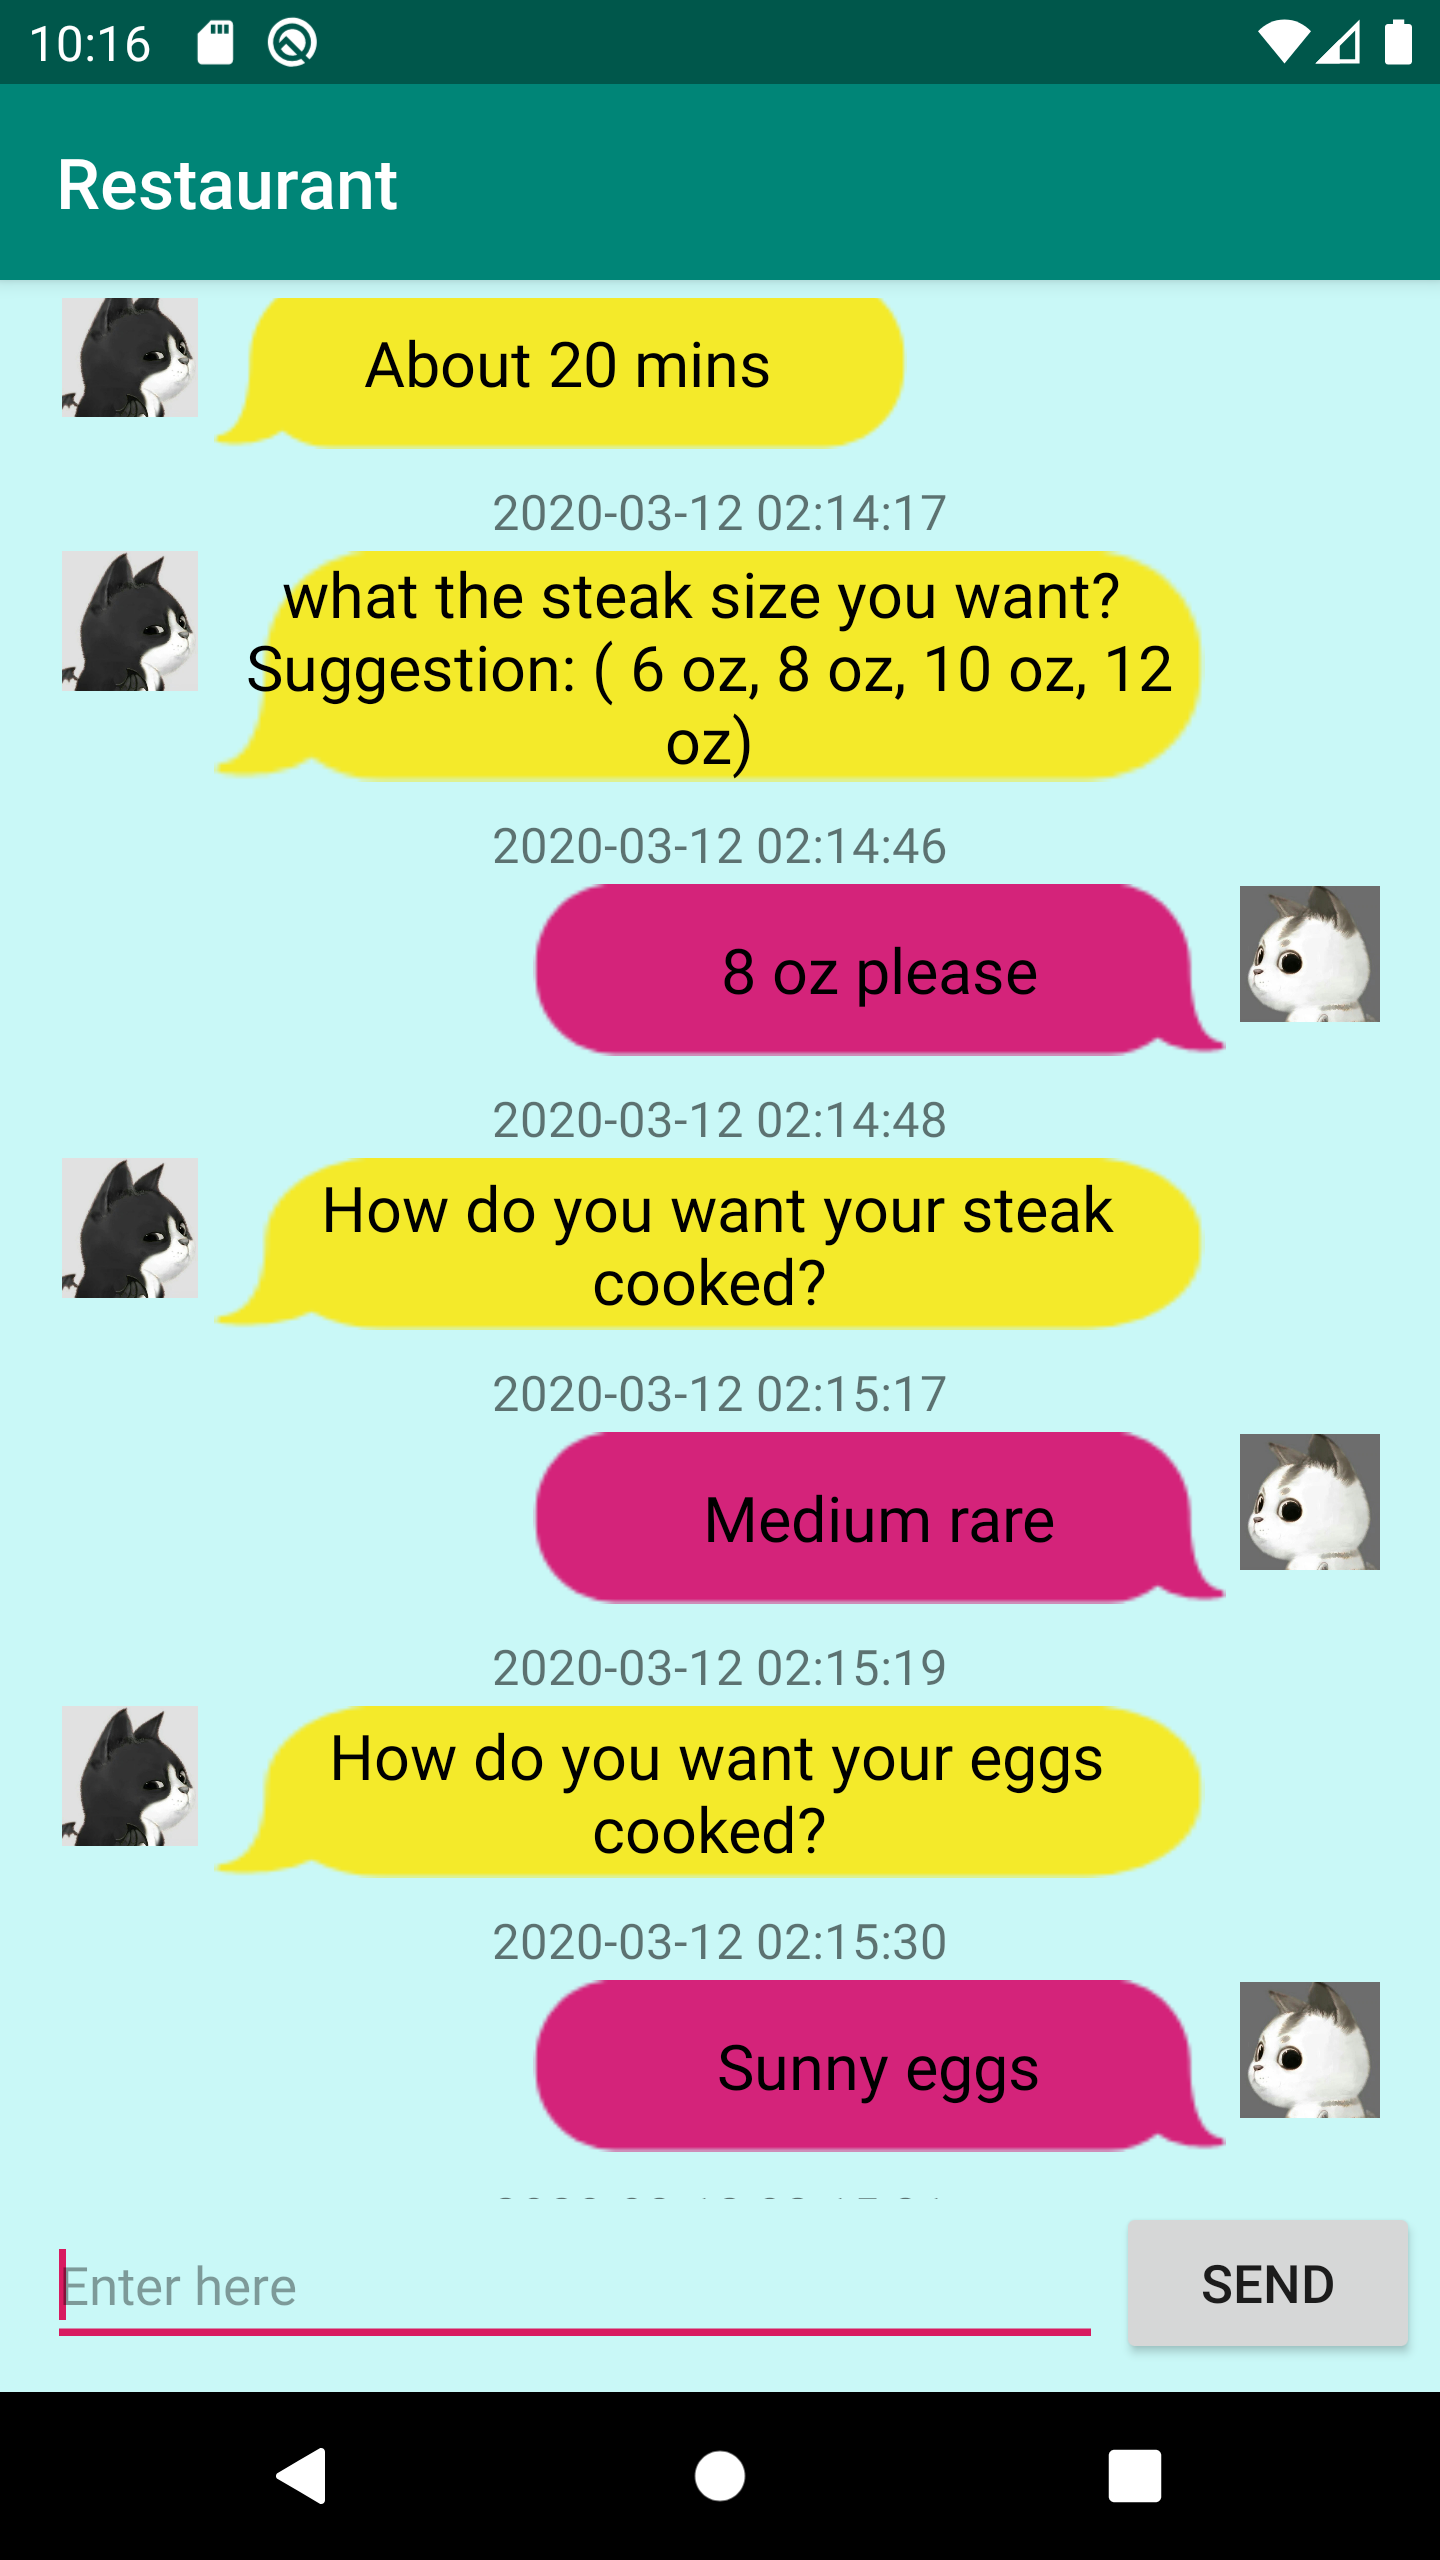 10:16
Restaurant
About 20 mins
2020-03-12 02:14:17
what the steak size you want?
Suggestion: ( 6 oz, 8 oz, 10 oz, 12
oz)
2020-03-12 02:14:46
8 oz please
2020-03-12 02:14:48
How do you want your steak
cooked?
2020-03-12 02:15:17
Medium rare
2020-03-12 02:15:19
How do you want your eggs
cooked?
2020-03-12 02:15:30
Sunny eggs
Enter here
SEND